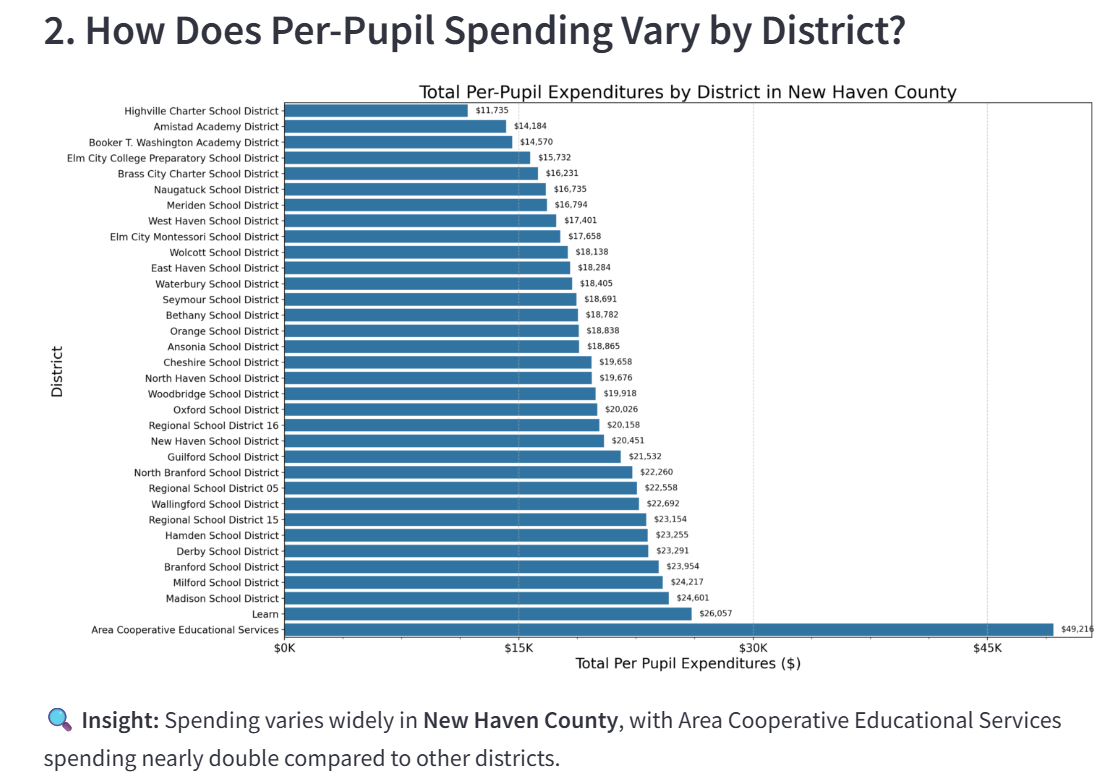 2. How Does Per-Pupil Spending Vary by District?
Total Per-Pupil Expenditures by District in New Haven County
District
Highville Charter School District $11,735
Amistad Academy District $14,184
Booker T. Washington Academy District $14,570
Elm City College Preparatory School District $15,732
Brass City Charter School District $16,231
Naugatuck School District $16,735
Meriden School District $16,794
West Haven School District $17,401
Elm City Montessori School District $17,658
Wolcott School District $18,138
East Haven School District $18,284
Waterbury School District $18,405
Seymour School District $18,691
Bethany School District $18,782
Orange School District $18,838
Ansonia School District $18,865
Cheshire School District $19,658
North Haven School District $19,676
Woodbridge School District $19,918
Oxford School District $20,026
Regional School District 16 $20,158
New Haven School District $20,451
Guilford School District $21,532
North Branford School District $22,260
Regional School District 05 $22,558
Wallingford School District $22,692
Regional School District 15 $23,154
Hamden School District $23,255
Derby School District $23,291
Branford School District $23,954
Milford School District $24,217
Madison School District $24,601
Learn $26,057
Area Cooperative Educational Services $49,216
$0K $15K $30K $45K
Total Per Pupil Expenditures ($)
Insight: Spending varies widely in New Haven County, with Area Cooperative Educational Services
spending nearly double compared to other districts.